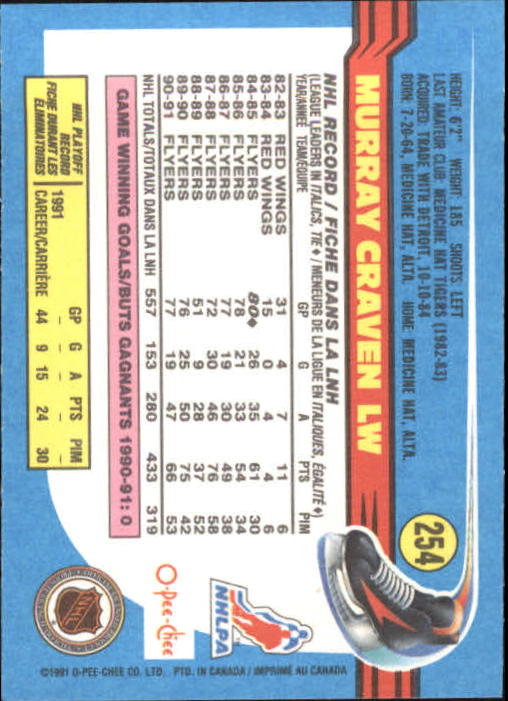 HEIGHT: 6'2" WEIGHT: 185 SHOOTS: LEFT
LAST AMATEUR CLUB: MEDICINE HAT TIGERS (1982-83)
ACQUIRED: TRADE WITH DETROIT, 10-10-84
BORN: 7-20-64, MEDICINE HAT, ALTA. HOME: MEDICINE HAT, ALTA.
254
MURRAY CRAVEN LW
NHL RECORD / FICHE DANS LA LNH
(LEAGUE LEADERS IN ITALICS, TIE♦ / MENEURS DE LA LIGUE EN ITALIQUES, ÉGALITÉ♦)
YEAR/ANNÉE TEAM/ÉQUIPE GP G A PTS PIM
82-83 RED WINGS 31 4 7 11 6
83-84 RED WINGS 15 0 4 4 6
84-85 FLYERS 80♦ 26 35 61 30
85-86 FLYERS 78 21 33 54 34
86-87 FLYERS 77 19 30 49 38
87-88 FLYERS 72 30 46 76 58
88-89 FLYERS 51 9 28 37 52
89-90 FLYERS 76 25 50 75 42
90-91 FLYERS 77 19 47 66 53
NHL TOTALS/TOTAUX DANS LA LNH 557 153 280 433 319
GAME WINNING GOALS/BUTS GAGNANTS 1990-91: 0
NHL PLAYOFF
RECORD
FICHE DURANT LES
ÉLIMINATOIRES
GP G A PTS PIM
1991 – – – – –
CAREER/CARRIÈRE 44 9 15 24 30
NHLPA
O-Pee-Chee
NHL
©1991 O-PEE-CHEE CO. LTD. PTD. IN CANADA / IMPRIMÉ AU CANADA